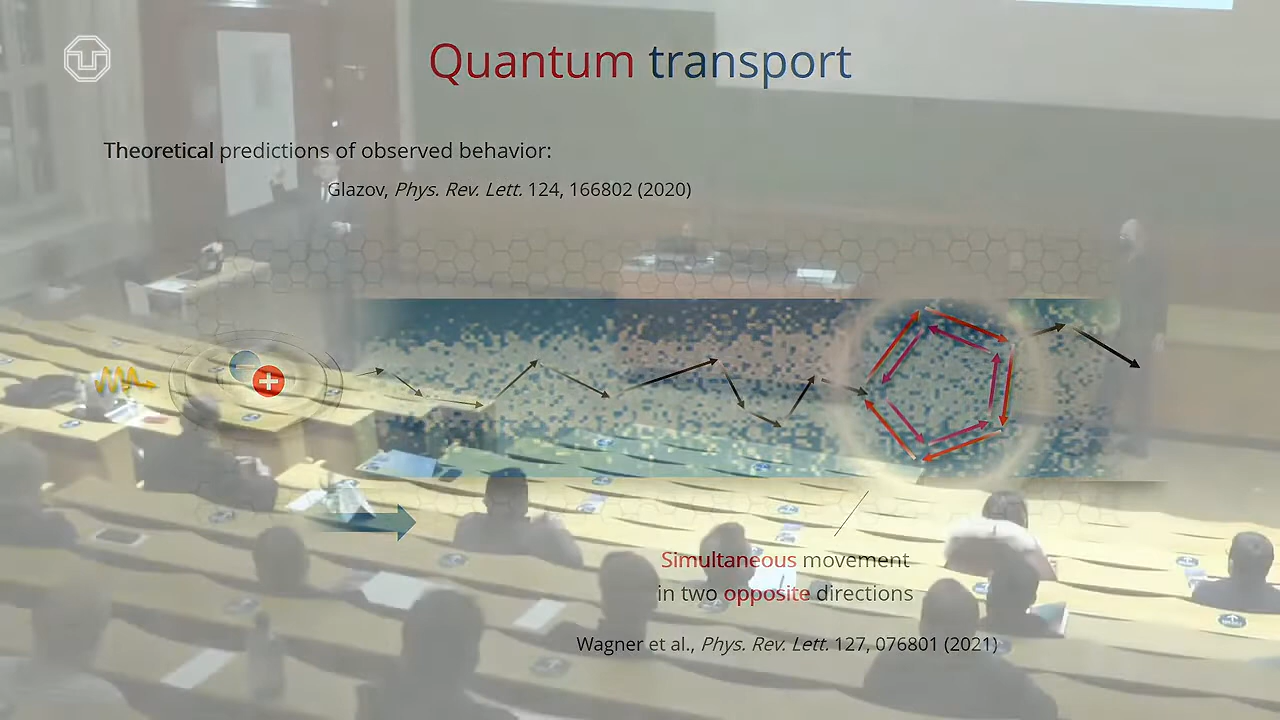 Quantum transport
Theoretical predictions of observed behavior:
Glazov, Phys. Rev. Lett. 124, 166802 (2020)
+
Simultaneous movement
in two opposite directions
Wagner et al., Phys. Rev. Lett. 127, 076801 (2021)